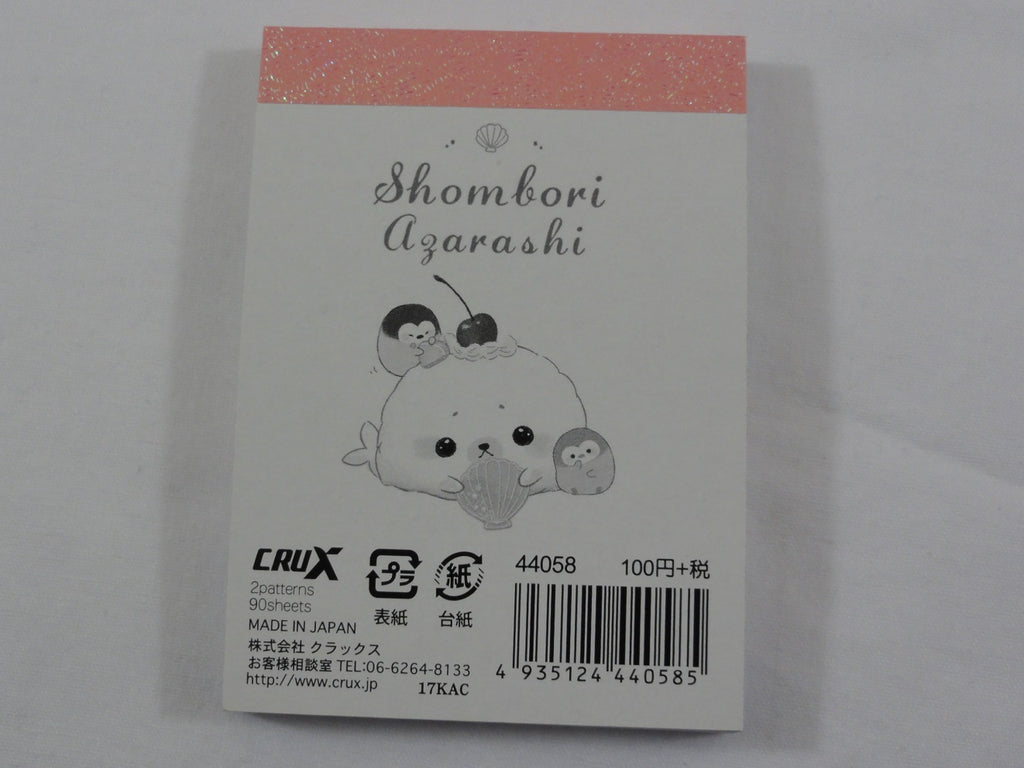 Shombori
Azarashi
CRUX
2patterns
90sheets
MADE IN JAPAN
株式会社 クラックス
お客様相談室 TEL:06-6264-8133
http://www.crux.jp 17KAC
プラ
表紙
紙
台紙
44058 100円+税
4 935124 440585